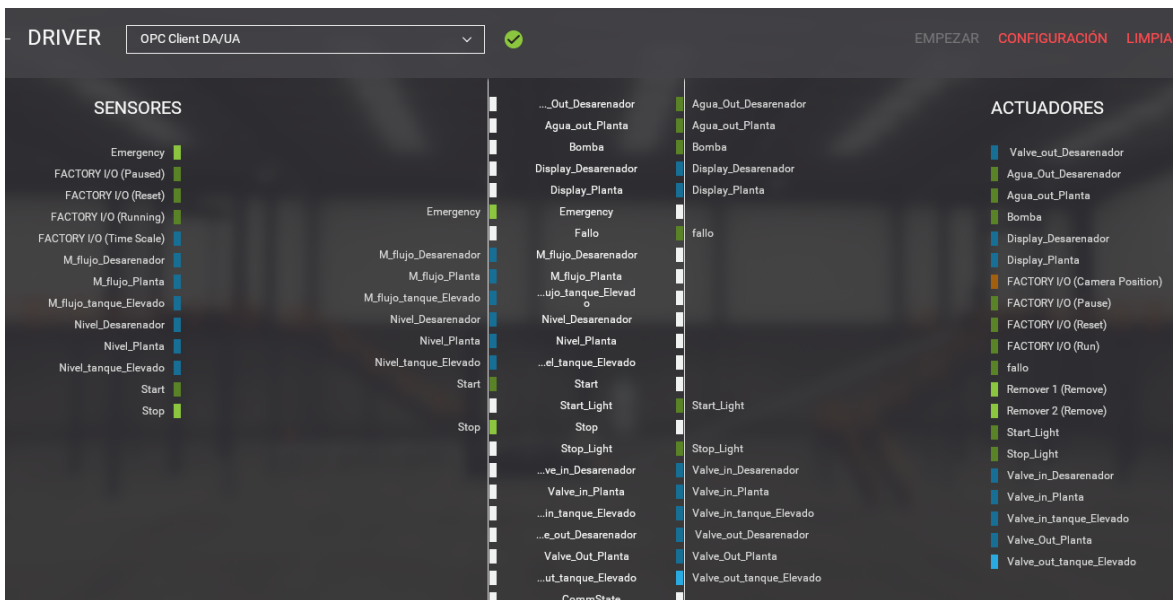 DRIVER
OPC Client DA/UA
EMPEZAR
CONFIGURACIÓN
LIMPIA
SENSORES
Emergency
FACTORY I/O (Paused)
FACTORY I/O (Reset)
FACTORY I/O (Running)
FACTORY I/O (Time Scale)
M_flujo_Desarenador
M_flujo_Planta
M_flujo_tanque_Elevado
Nivel_Desarenador
Nivel_Planta
Nivel_tanque_Elevado
Start
Stop
Emergency
M_flujo_Desarenador
M_flujo_Planta
M_flujo_tanque_Elevado
Nivel_Desarenador
Nivel_Planta
Nivel_tanque_Elevado
Start
Stop
..._Out_Desarenador
Agua_out_Planta
Bomba
Display_Desarenador
Display_Planta
Emergency
Fallo
M_flujo_Desarenador
M_flujo_Planta
...ujo_tanque_Elevad
o
Nivel_Desarenador
Nivel_Planta
...el_tanque_Elevado
Start
Start_Light
Stop
Stop_Light
...ve_in_Desarenador
Valve_in_Planta
...in_tanque_Elevado
...e_out_Desarenador
Valve_Out_Planta
...ut_tanque_Elevado
CommState
Agua_Out_Desarenador
Agua_out_Planta
Bomba
Display_Desarenador
Display_Planta
fallo
Start_Light
Stop_Light
Valve_in_Desarenador
Valve_in_Planta
Valve_in_tanque_Elevado
Valve_out_Desarenador
Valve_Out_Planta
Valve_out_tanque_Elevado
ACTUADORES
Valve_out_Desarenador
Agua_Out_Desarenador
Agua_out_Planta
Bomba
Display_Desarenador
Display_Planta
FACTORY I/O (Camera Position)
FACTORY I/O (Pause)
FACTORY I/O (Reset)
FACTORY I/O (Run)
fallo
Remover 1 (Remove)
Remover 2 (Remove)
Start_Light
Stop_Light
Valve_in_Desarenador
Valve_in_Planta
Valve_in_tanque_Elevado
Valve_Out_Planta
Valve_out_tanque_Elevado